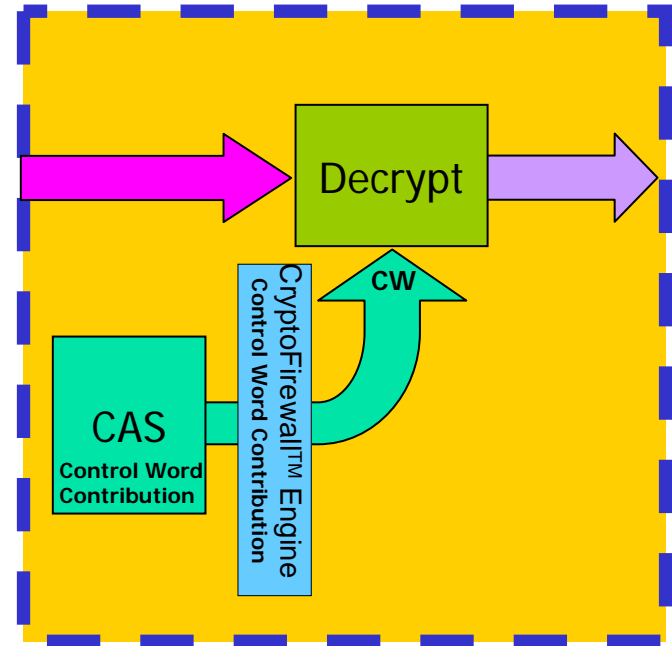 Decrypt
CW
CryptoFirewall™ Engine
Control Word Contribution
CAS
Control Word
Contribution